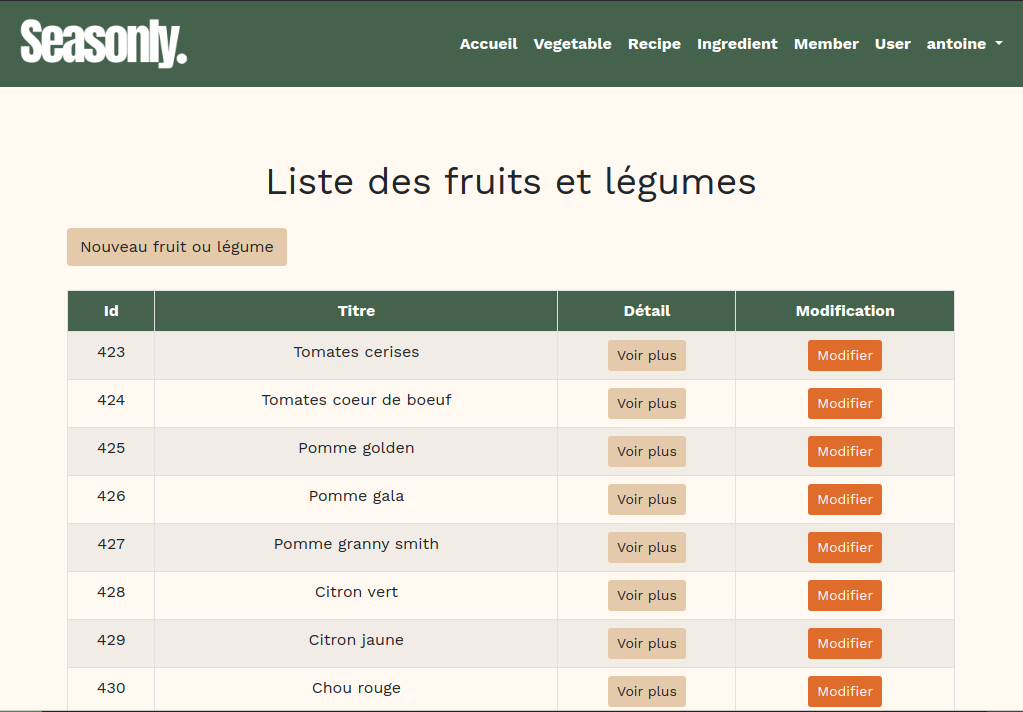 Seasonly.
Accueil Vegetable Recipe Ingredient Member User antoine
Liste des fruits et légumes
Nouveau fruit ou légume
Id Titre Détail Modification
423 Tomates cerises Voir plus Modifier
424 Tomates coeur de boeuf Voir plus Modifier
425 Pomme golden Voir plus Modifier
426 Pomme gala Voir plus Modifier
427 Pomme granny smith Voir plus Modifier
428 Citron vert Voir plus Modifier
429 Citron jaune Voir plus Modifier
430 Chou rouge Voir plus Modifier